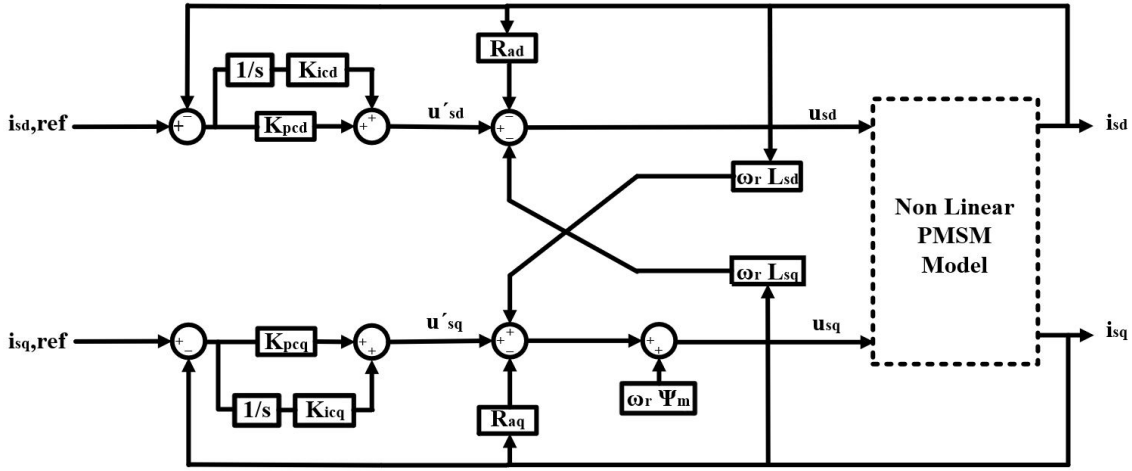 Rad
1/s
Kicd
isd,ref
+
−
Kpcd
+
+
u´sd
+
−
−
usd
isd
ωr Lsd
Non Linear
PMSM
Model
ωr Lsq
isq,ref
+
−
Kpcq
+
+
u´sq
+
+
−
+
+
usq
isq
1/s
Kicq
Raq
ωr Ψm